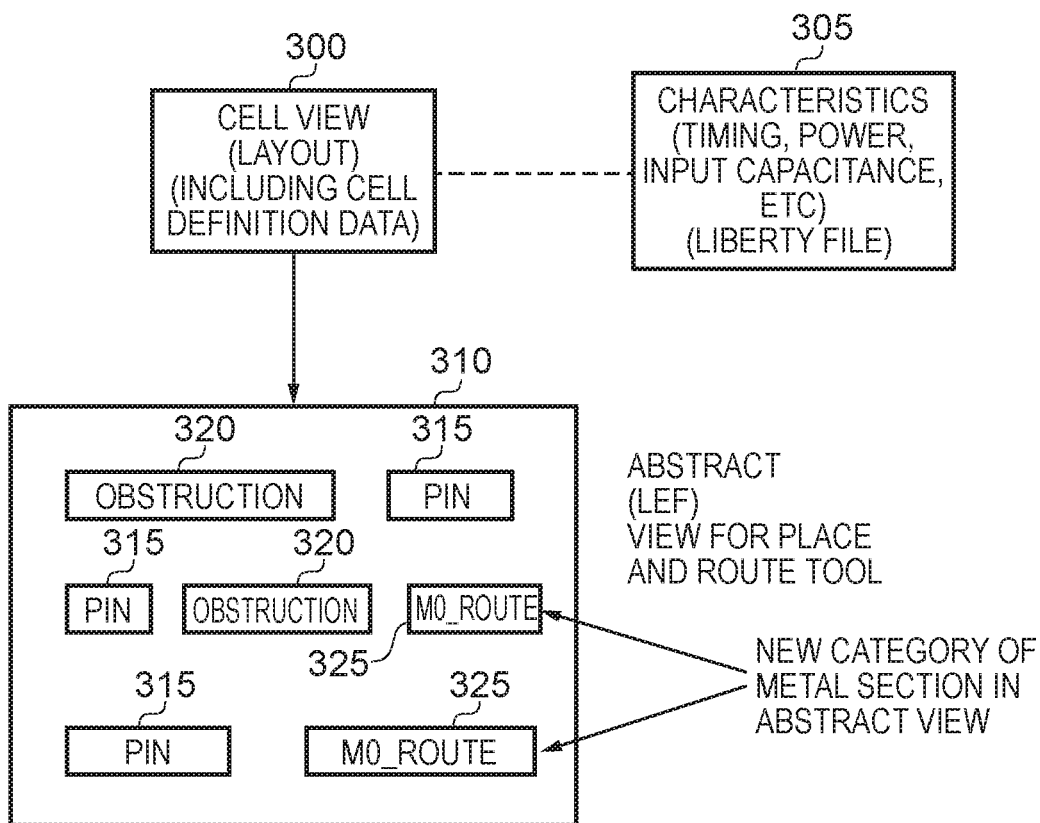 300
CELL VIEW
(LAYOUT)
(INCLUDING CELL
DEFINITION DATA)
305
CHARACTERISTICS
(TIMING, POWER,
INPUT CAPACITANCE,
ETC)
(LIBERTY FILE)
310
320
OBSTRUCTION
315
PIN
315
PIN
320
OBSTRUCTION
M0_ROUTE
325
315
PIN
325
M0_ROUTE
ABSTRACT
(LEF)
VIEW FOR PLACE
AND ROUTE TOOL
NEW CATEGORY OF
METAL SECTION IN
ABSTRACT VIEW